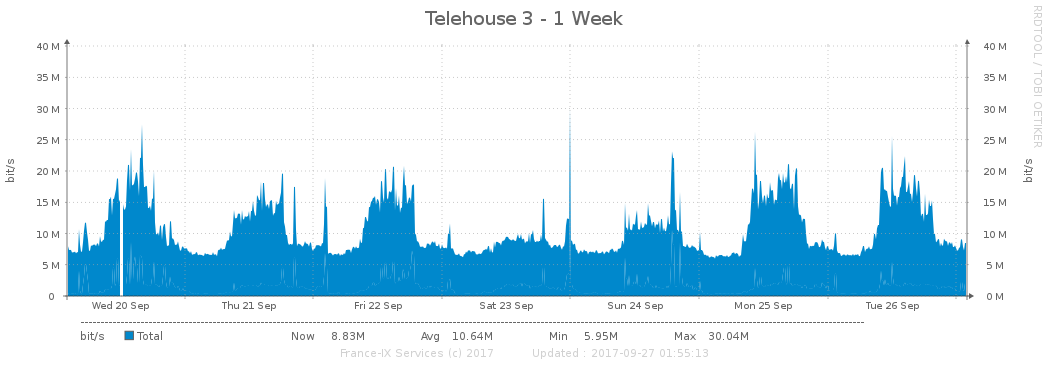 Telehouse 3 - 1 Week
RRDTOOL / TOBI OETIKER
40 M 40 M
35 M 35 M
30 M 30 M
25 M 25 M
20 M 20 M
15 M 15 M
10 M 10 M
5 M 5 M
0 0 M
bit/s
bit/s
Wed 20 Sep Thu 21 Sep Fri 22 Sep Sat 23 Sep Sun 24 Sep Mon 25 Sep Tue 26 Sep
bit/s Total Now 8.83M Avg 10.64M Min 5.95M Max 30.04M
France-IX Services (c) 2017 Updated : 2017-09-27 01:55:13